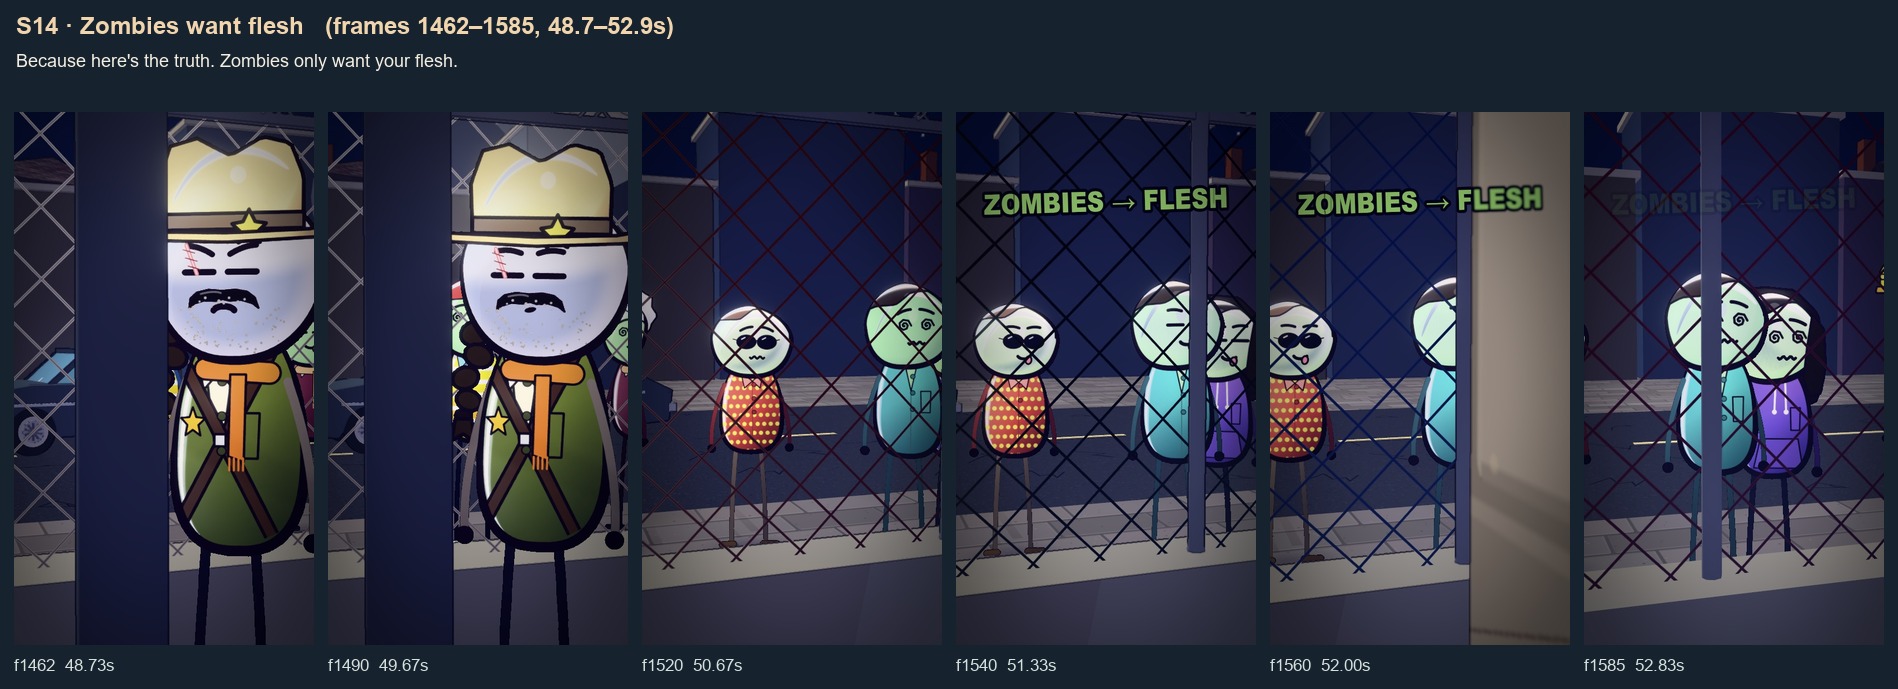 S14 · Zombies want flesh (frames 1462–1585, 48.7–52.9s)
Because here's the truth. Zombies only want your flesh.
ZOMBIES → FLESH
ZOMBIES → FLESH
ZOMBIES → FLESH
f1462 48.73s
f1490 49.67s
f1520 50.67s
f1540 51.33s
f1560 52.00s
f1585 52.83s